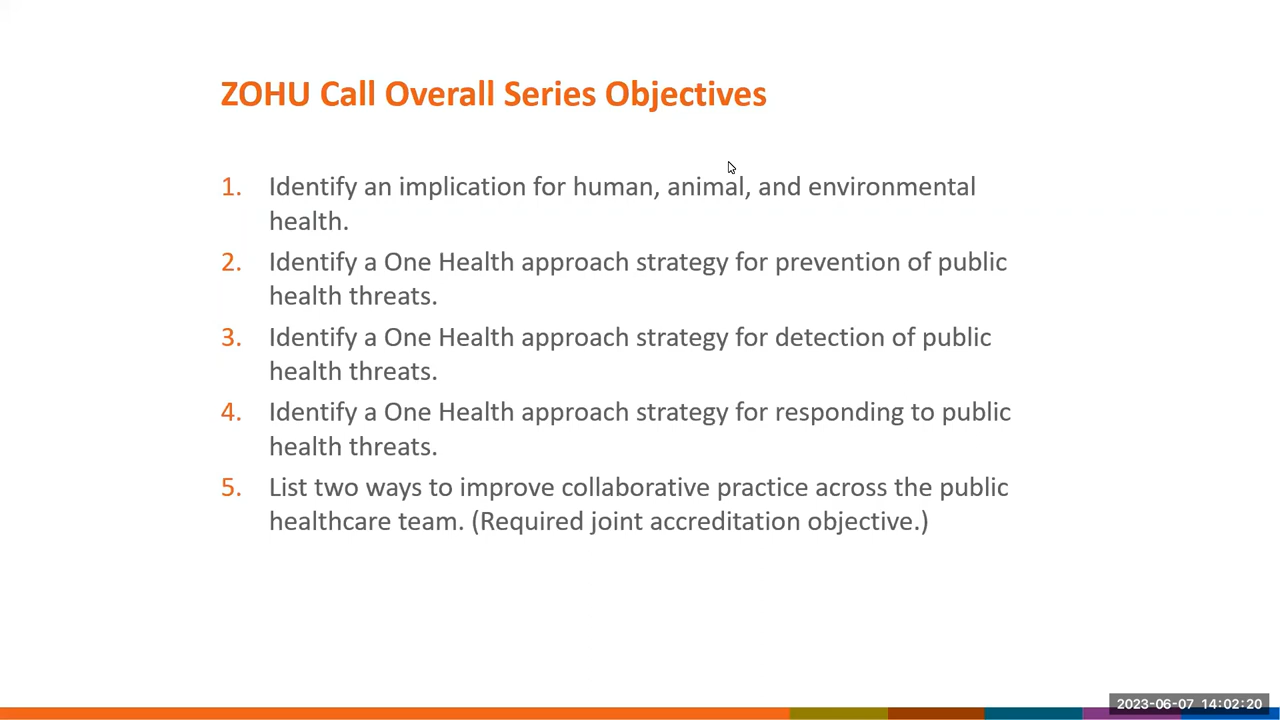 ZOHU Call Overall Series Objectives
1. Identify an implication for human, animal, and environmental
health.
2. Identify a One Health approach strategy for prevention of public
health threats.
3. Identify a One Health approach strategy for detection of public
health threats.
4. Identify a One Health approach strategy for responding to public
health threats.
5. List two ways to improve collaborative practice across the public
healthcare team. (Required joint accreditation objective.)
2023-06-07 14:02:20